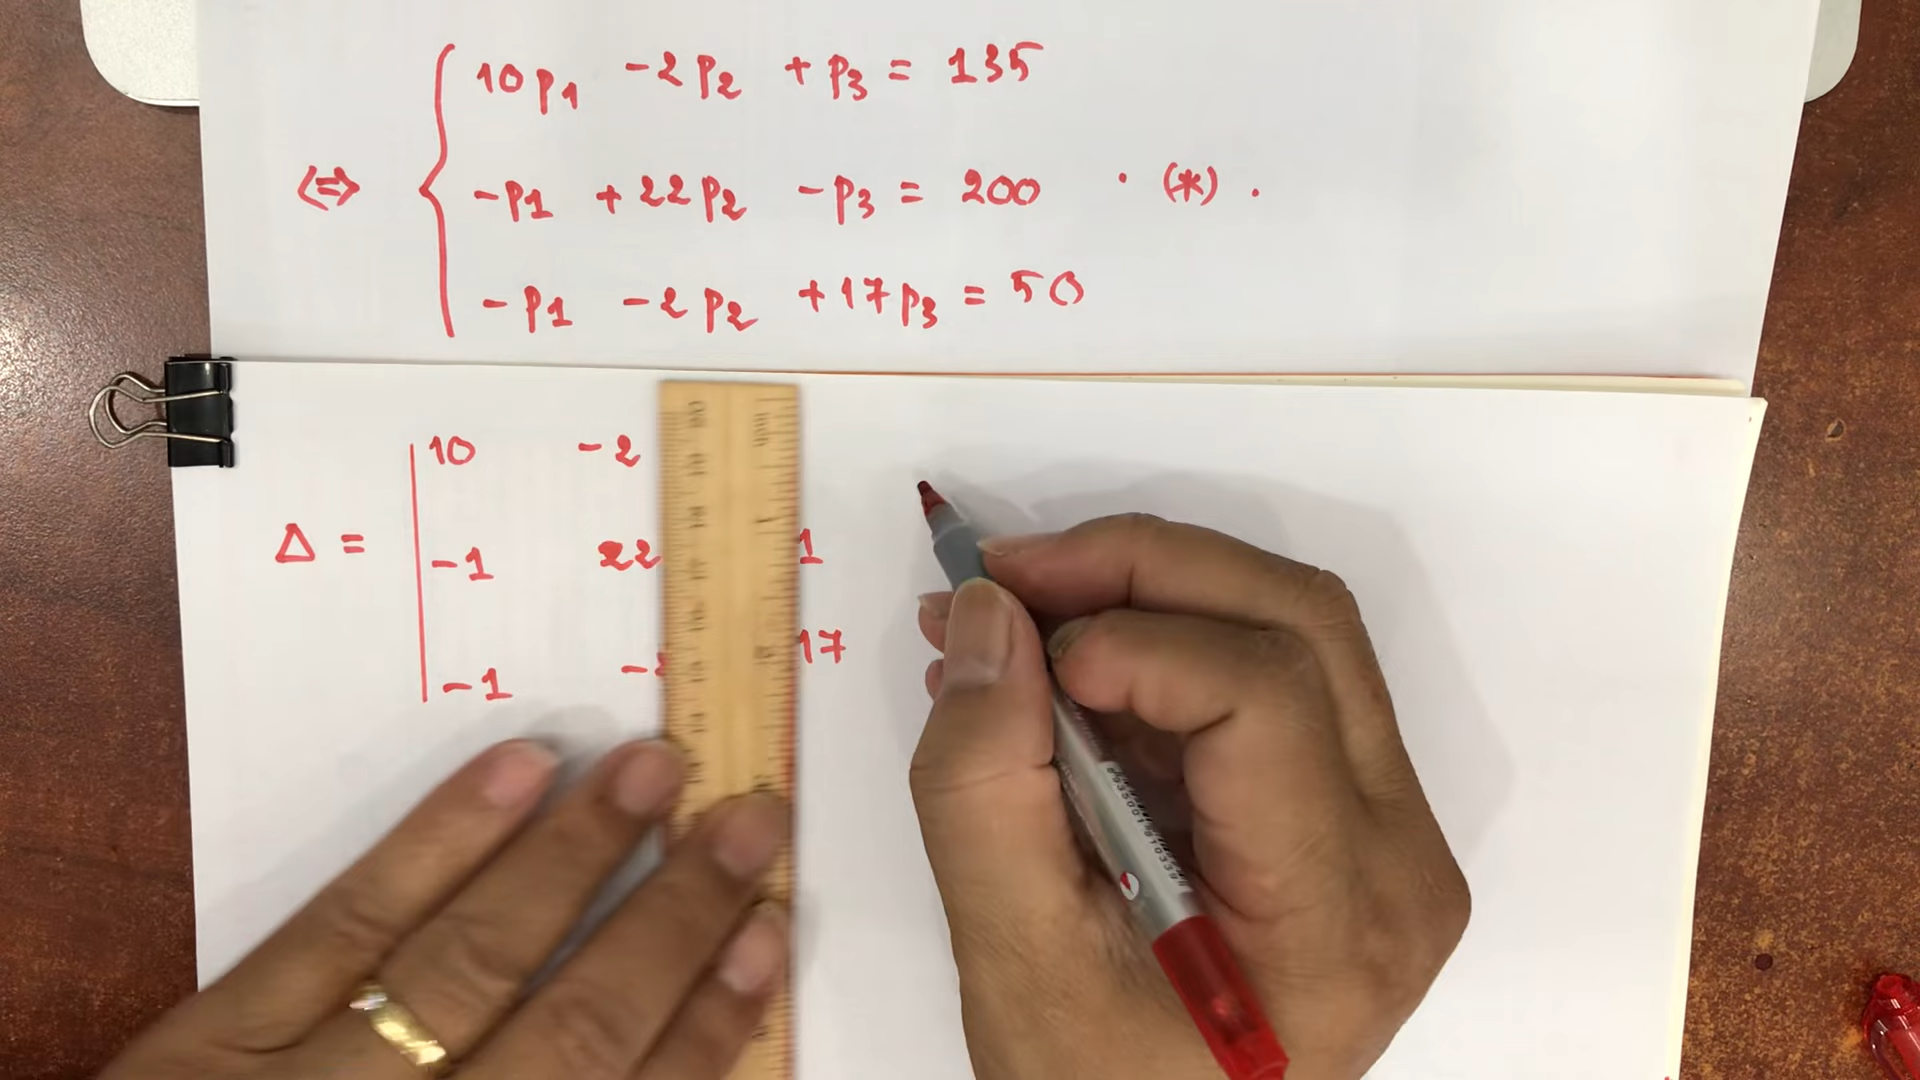 10p1 -2p2 +p3 = 135
<=> { -p1 +22p2 -p3 = 200 . (*) .
-p1 -2p2 +17p3 = 50
10 -2
Δ = -1 22 1
-1 17